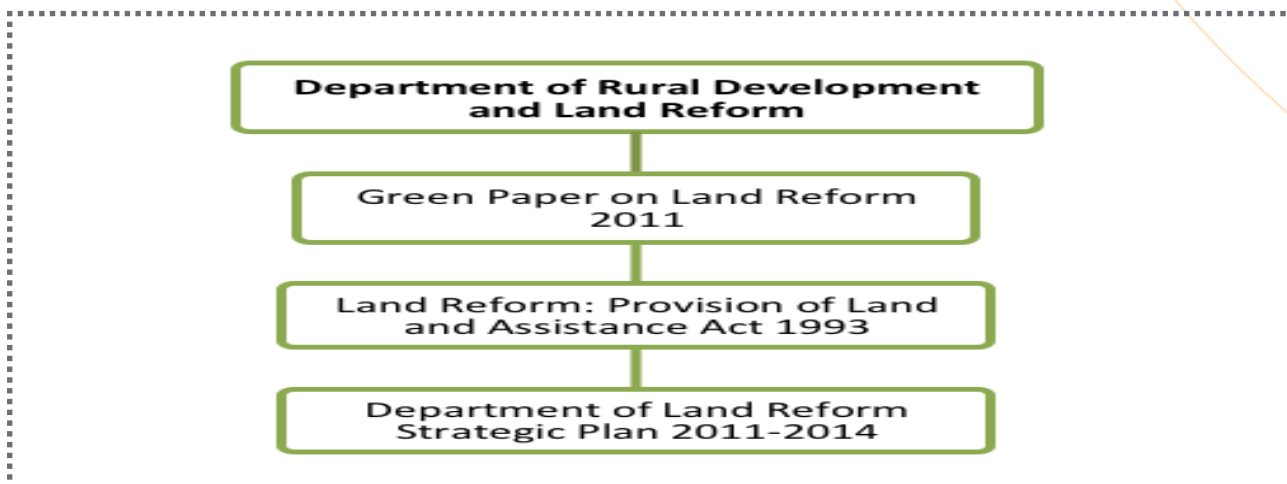 Department of Rural Development
and Land Reform
Green Paper on Land Reform
2011
Land Reform: Provision of Land
and Assistance Act 1993
Department of Land Reform
Strategic Plan 2011-2014